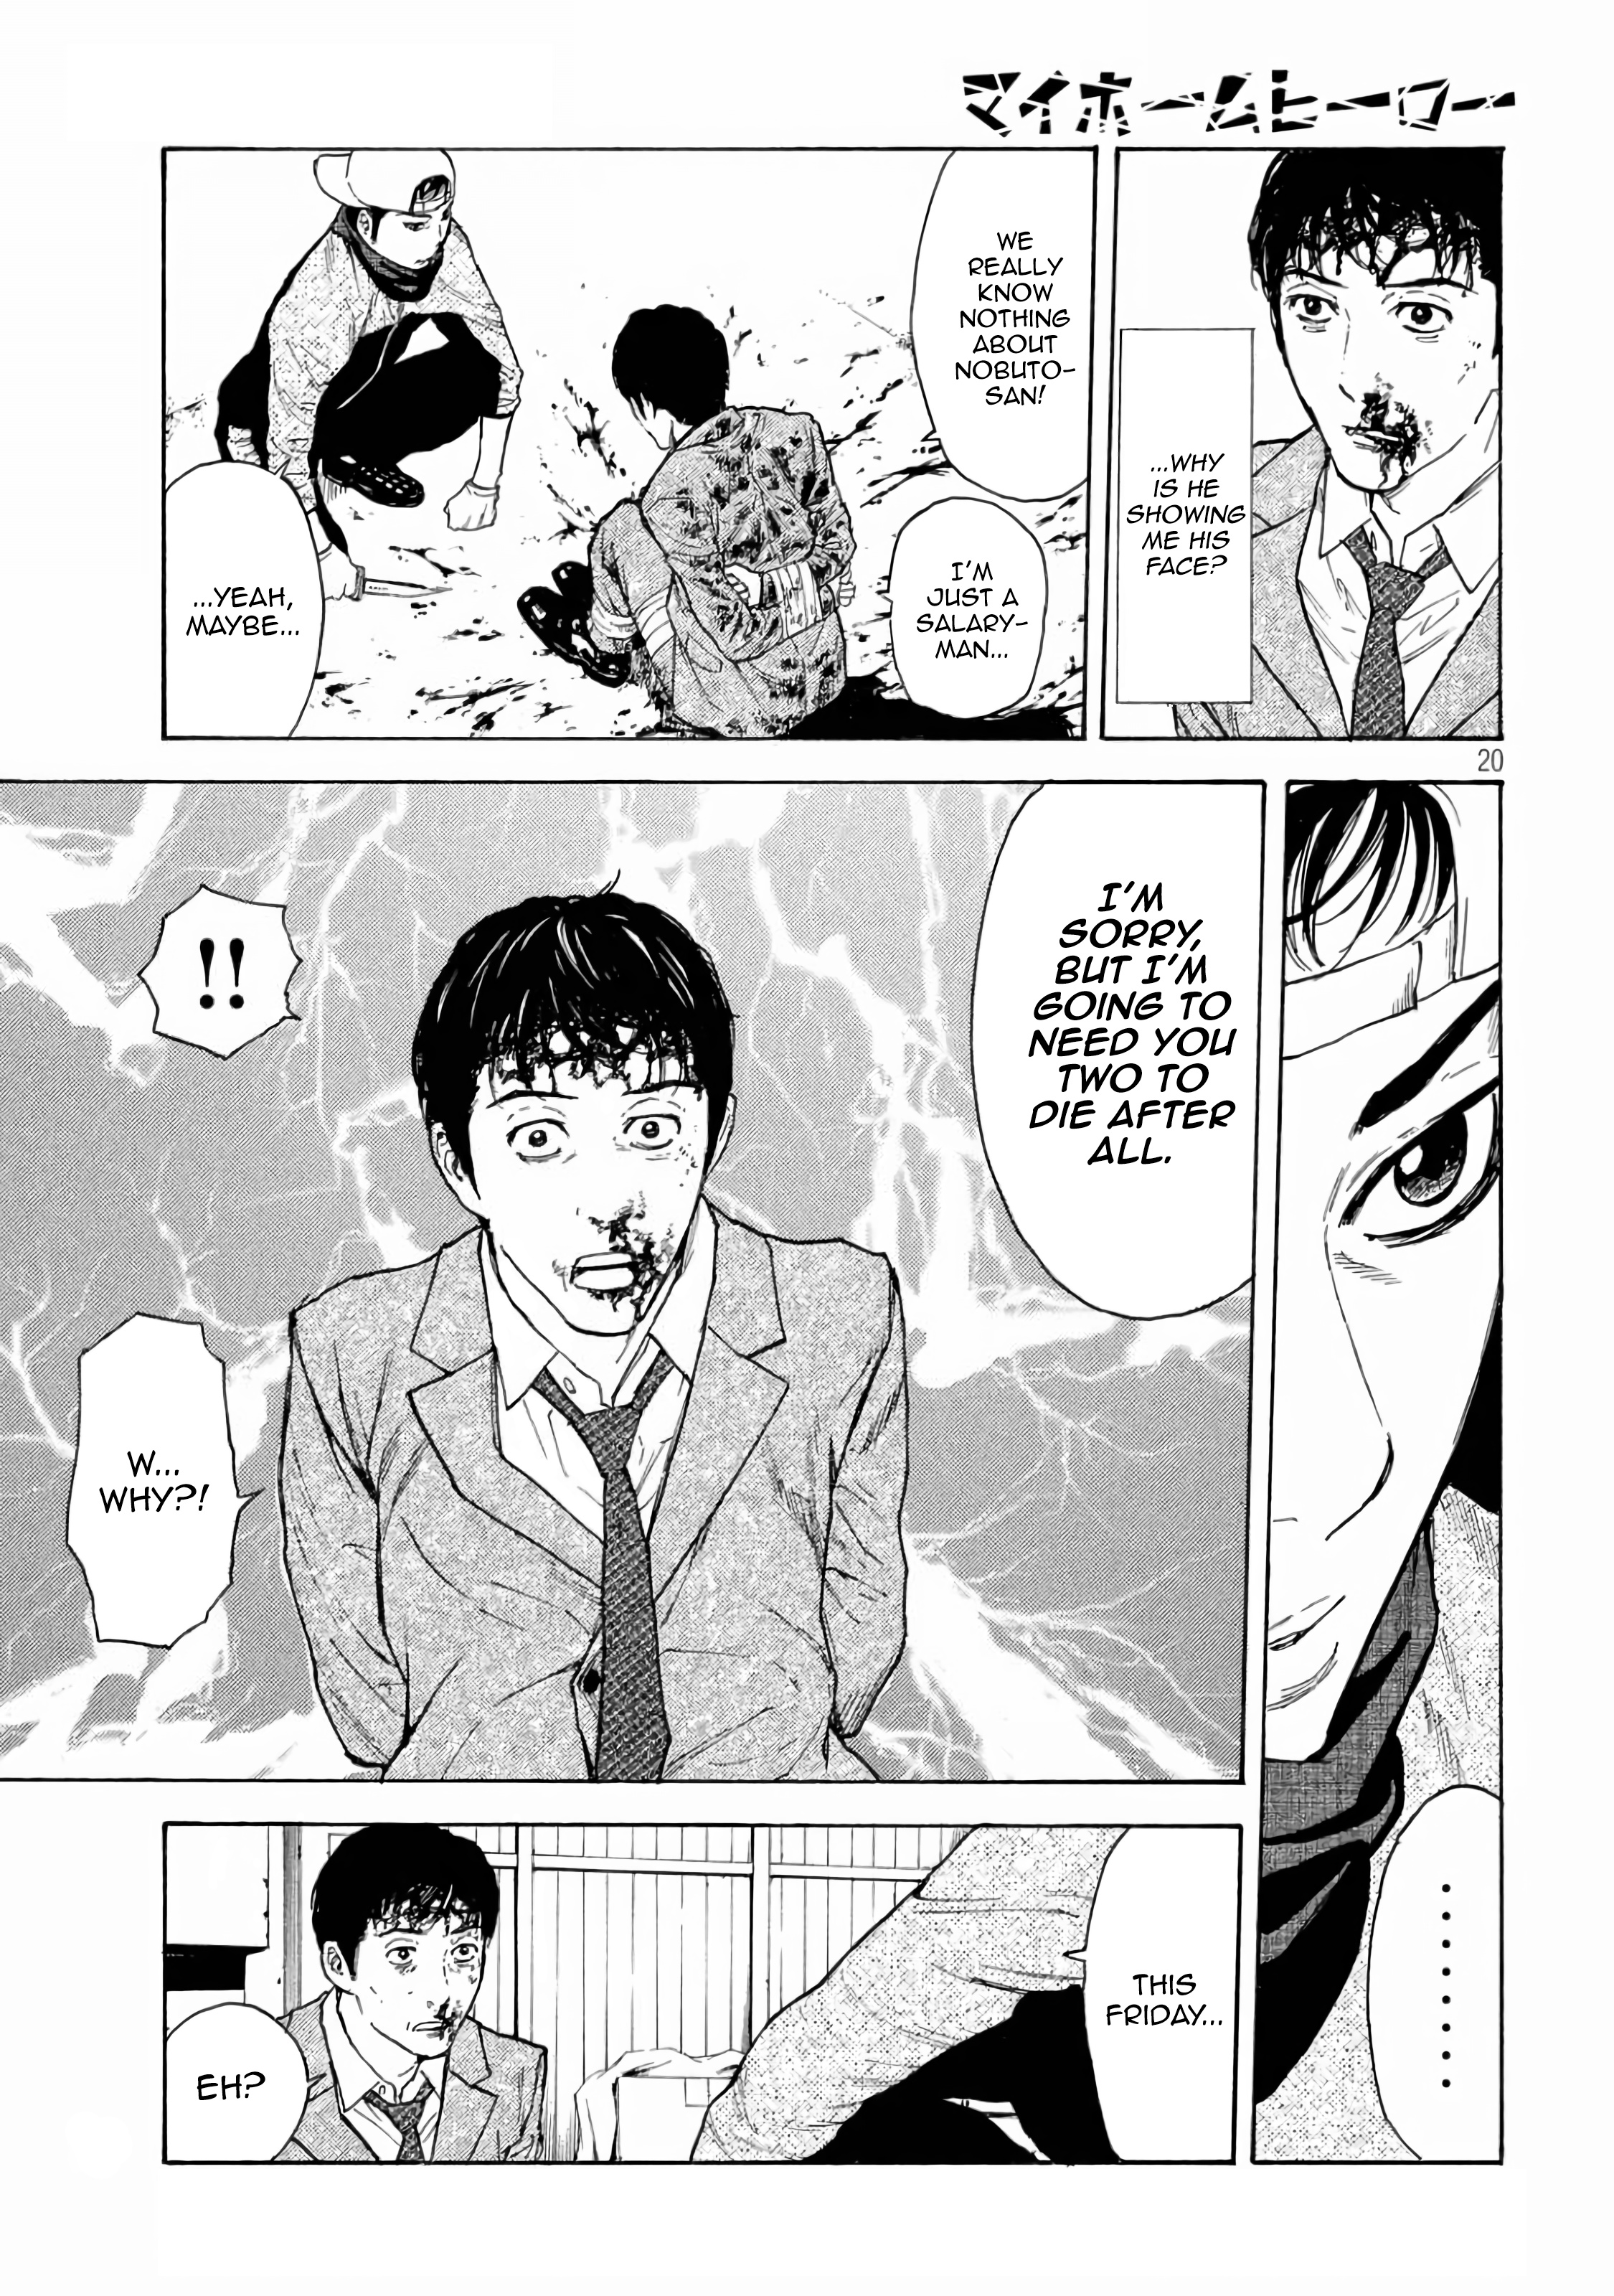 マイホームヒーロー
...WHY
IS HE
SHOWING
ME HIS
FACE?
WE
REALLY
KNOW
NOTHING
ABOUT
NOBUTO-
SAN!
I'M
JUST A
SALARY-
MAN...
...YEAH,
MAYBE...
20
..........
I'M
SORRY,
BUT I'M
GOING TO
NEED YOU
TWO TO
DIE AFTER
ALL.
!!
W...
WHY?!
THIS
FRIDAY...
EH?